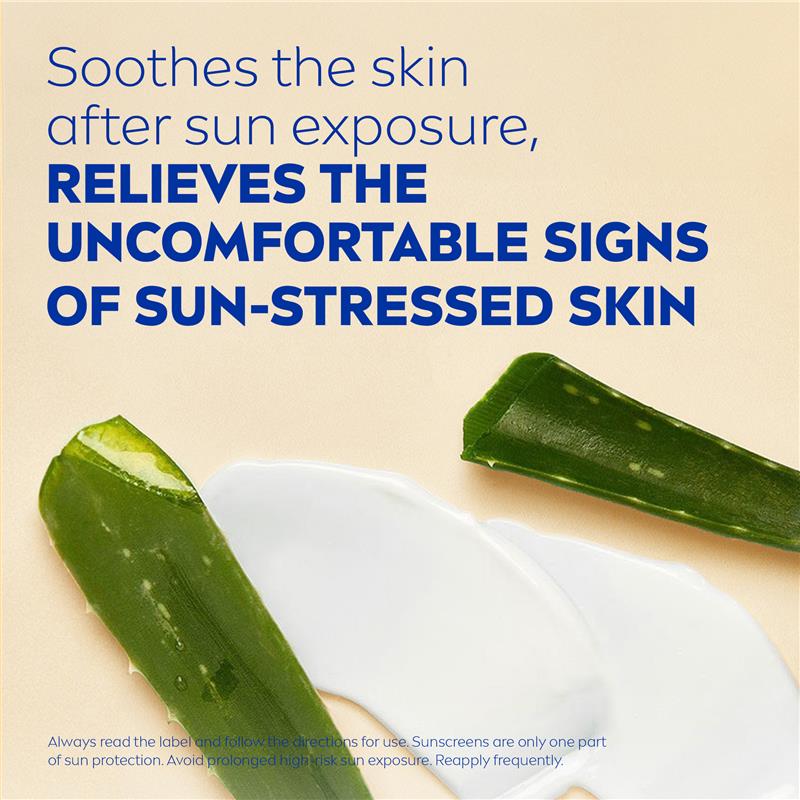 Soothes the skin
after sun exposure,
RELIEVES THE
UNCOMFORTABLE SIGNS
OF SUN-STRESSED SKIN
Always read the label and follow the directions for use. Sunscreens are only one part
of sun protection. Avoid prolonged high-risk sun exposure. Reapply frequently.